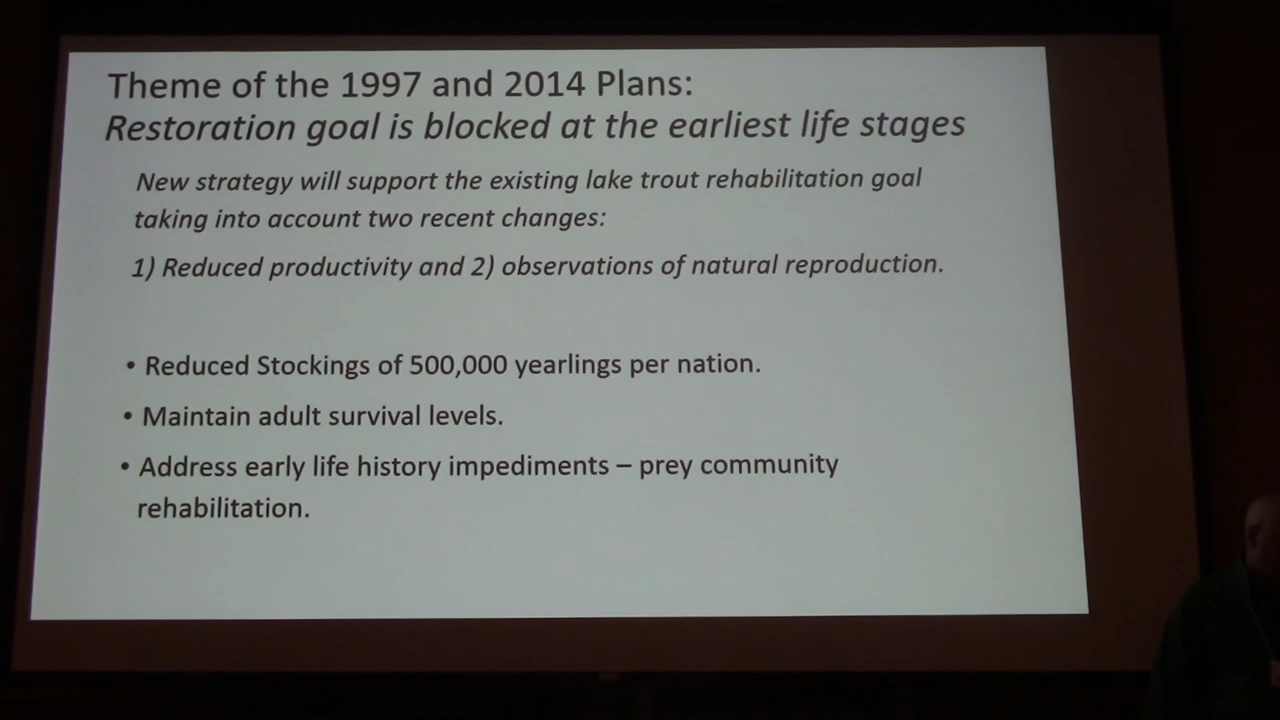 Theme of the 1997 and 2014 Plans:
Restoration goal is blocked at the earliest life stages
New strategy will support the existing lake trout rehabilitation goal
taking into account two recent changes:
1) Reduced productivity and 2) observations of natural reproduction.
• Reduced Stockings of 500,000 yearlings per nation.
• Maintain adult survival levels.
• Address early life history impediments – prey community
rehabilitation.